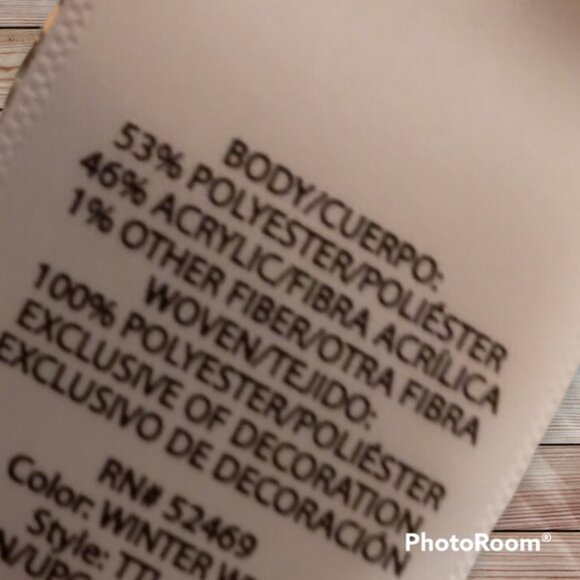 BODY/CUERPO:
53% POLYESTER/POLIÉSTER
46% ACRYLIC/FIBRA ACRÍLICA
1% OTHER FIBER/OTRA FIBRA
WOVEN/TEJIDO:
100% POLYESTER/POLIÉSTER
EXCLUSIVE OF DECORATION
EXCLUSIVO DE DECORACIÓN
RN# 52469
Color: WINTER
Style:
PhotoRoom®